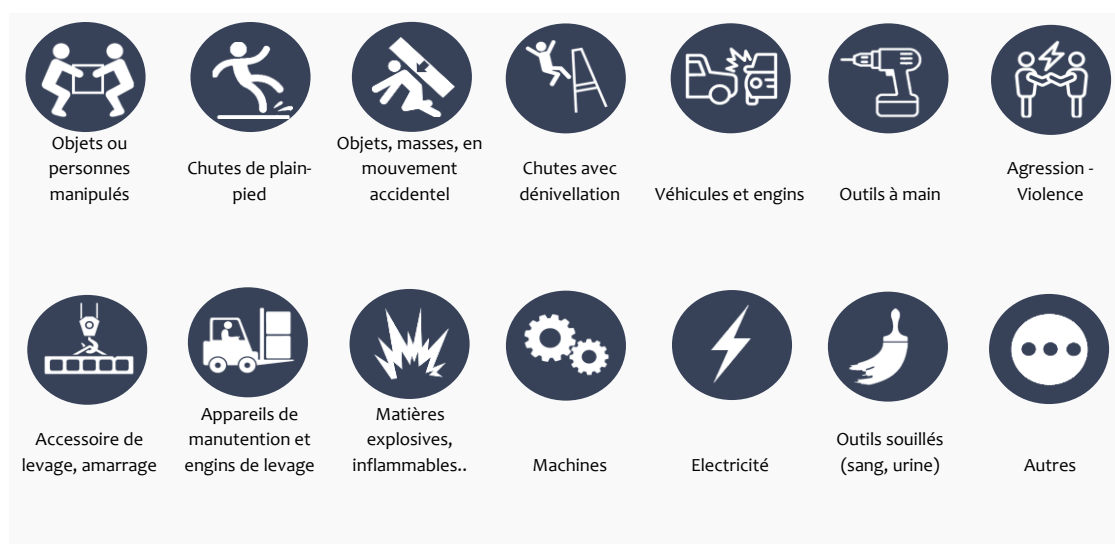 Objets ou
personnes
manipulés
Chutes de plain-
pied
Objets, masses, en
mouvement
accidentel
Chutes avec
dénivellation
Véhicules et engins
Outils à main
Agression -
Violence
Accessoire de
levage, amarrage
Appareils de
manutention et
engins de levage
Matières
explosives,
inflammables..
Machines
Electricité
Outils souillés
(sang, urine)
Autres